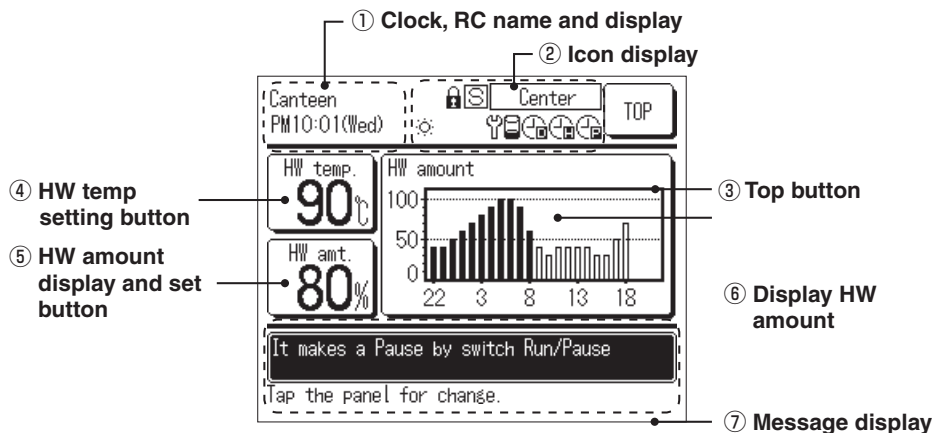 ① Clock, RC name and display
② Icon display
Canteen
PM10:01(Wed)
S
Center
TOP
HW temp.
90℃
HW amount
100
50
0
22 3 8 13 18
HW amt.
80%
③ Top button
④ HW temp
setting button
⑤ HW amount
display and set
button
⑥ Display HW
amount
It makes a Pause by switch Run/Pause
Tap the panel for change.
⑦ Message display